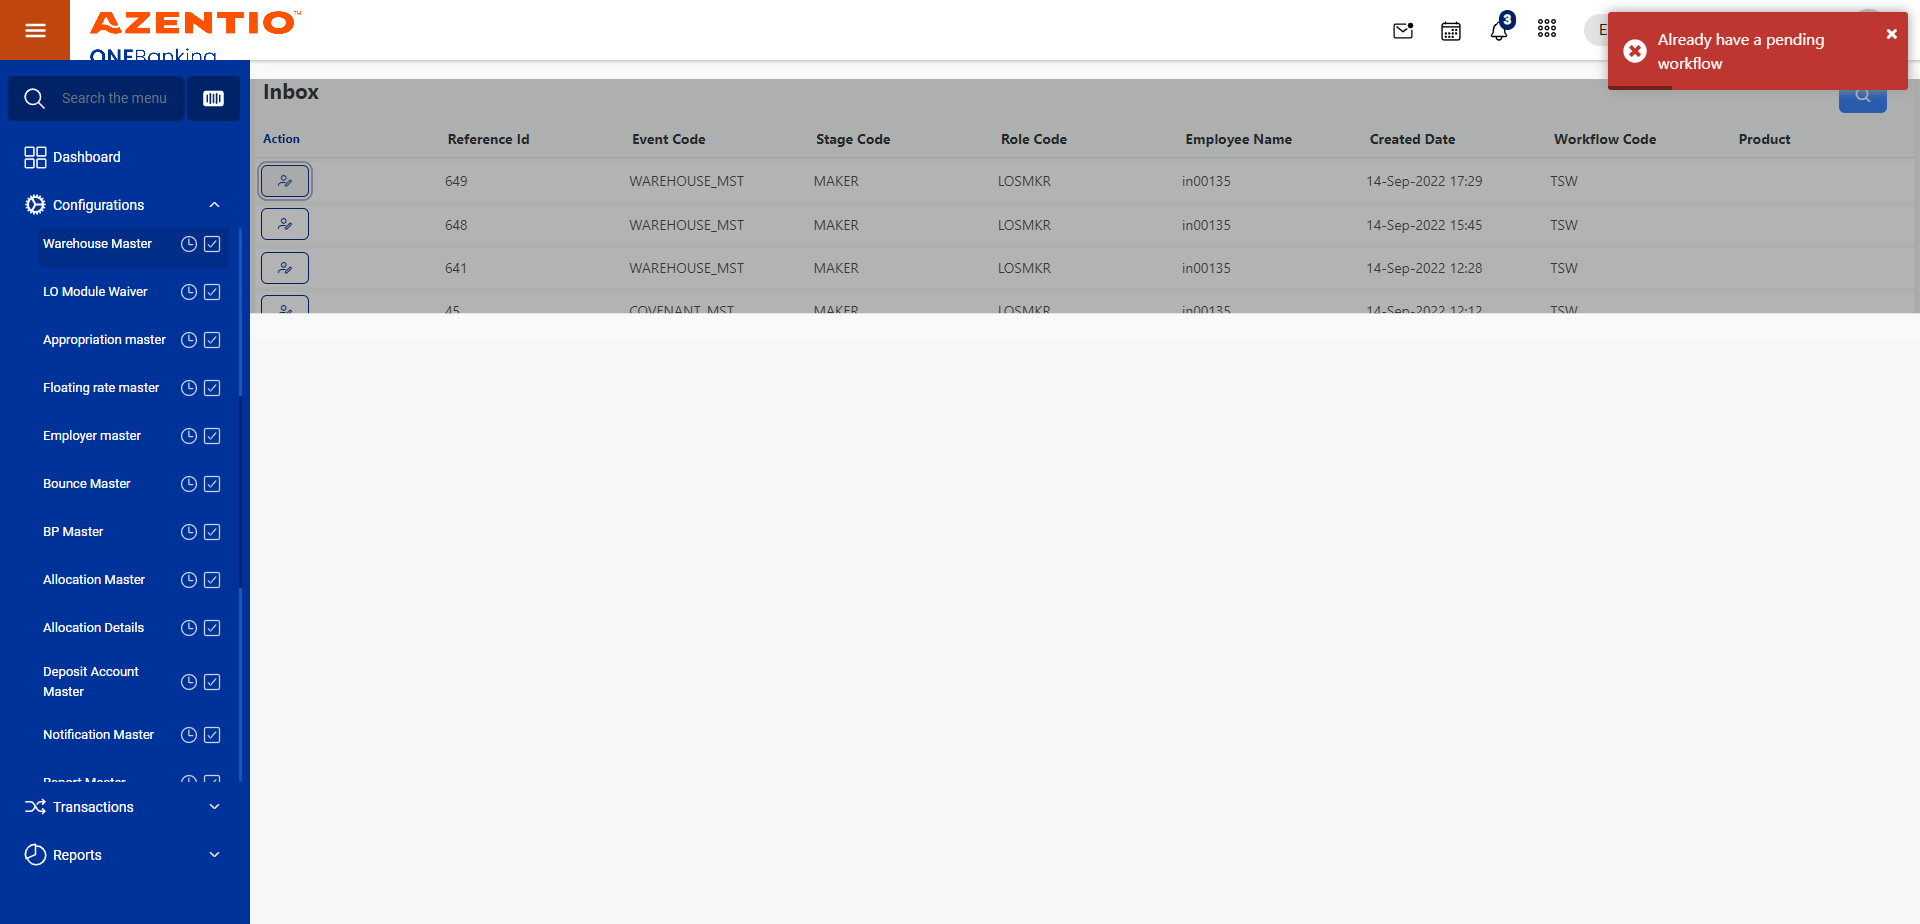 AZENTIO™
ONEBanking
3
E
Already have a pending
workflow
Search the menu
Dashboard
Configurations
Warehouse Master
LO Module Waiver
Appropriation master
Floating rate master
Employer master
Bounce Master
BP Master
Allocation Master
Allocation Details
Deposit Account
Master
Notification Master
Report Master
Transactions
Reports
Inbox
Action Reference Id Event Code Stage Code Role Code Employee Name Created Date Workflow Code Product
649 WAREHOUSE_MST MAKER LOSMKR in00135 14-Sep-2022 17:29 TSW
648 WAREHOUSE_MST MAKER LOSMKR in00135 14-Sep-2022 15:45 TSW
641 WAREHOUSE_MST MAKER LOSMKR in00135 14-Sep-2022 12:28 TSW
45 COVENANT_MST MAKER LOSMKR in00135 14-Sep-2022 12:12 TSW